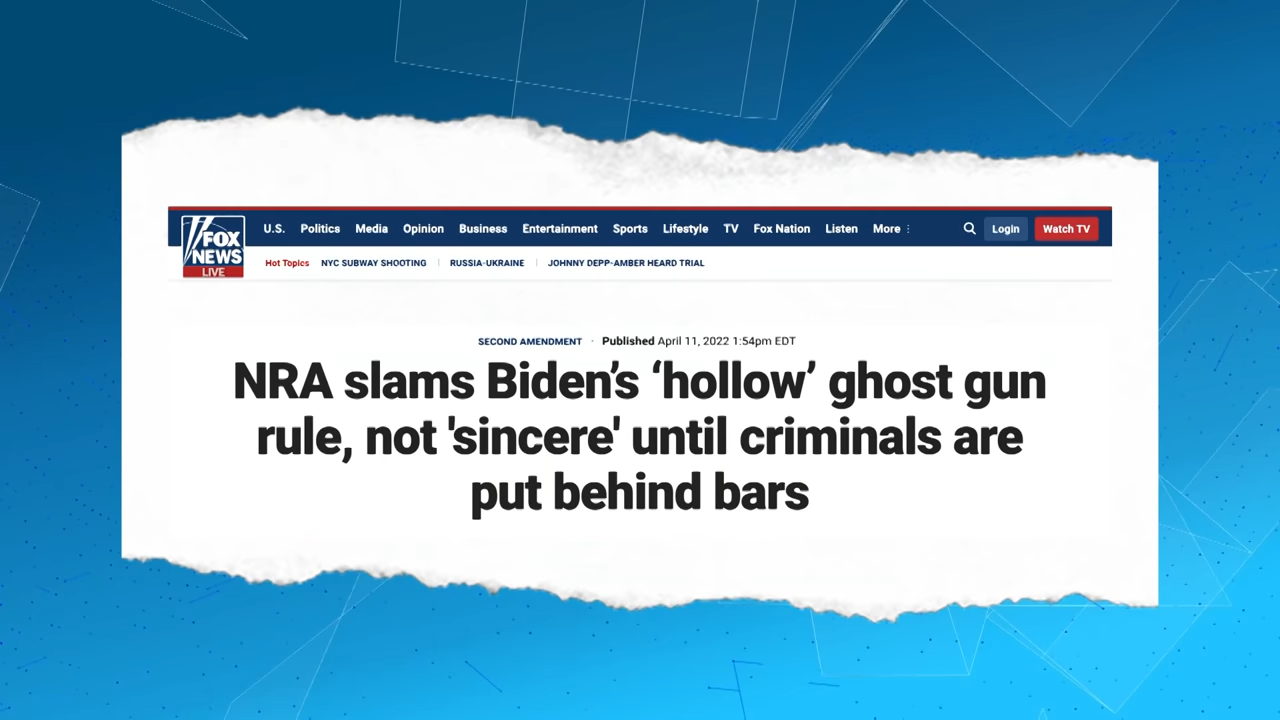 U.S. Politics Media Opinion Business Entertainment Sports Lifestyle TV Fox Nation Listen More Login Watch TV
FOX
NEWS
LIVE
Hot Topics NYC SUBWAY SHOOTING RUSSIA-UKRAINE JOHNNY DEPP-AMBER HEARD TRIAL
SECOND AMENDMENT · Published April 11, 2022 1:54pm EDT
NRA slams Biden's ‘hollow’ ghost gun
rule, not 'sincere' until criminals are
put behind bars